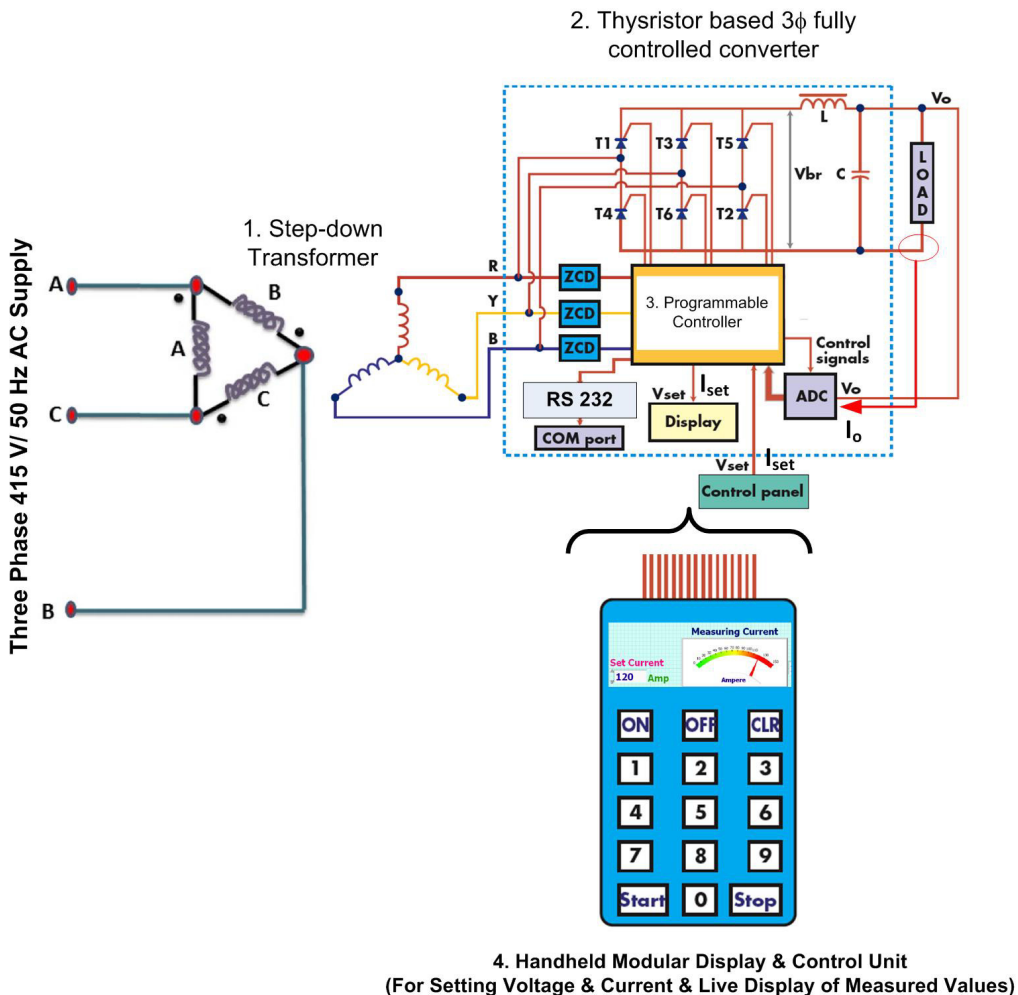 2. Thysristor based 3ϕ fully
controlled converter
Vo
L
T1
T3
T5
Vbr
C
LOAD
T4
T6
T2
1. Step-down
Transformer
Three Phase 415 V/ 50 Hz AC Supply
A
B
A
C
C
B
R
ZCD
Y
ZCD
B
ZCD
3. Programmable
Controller
Control
signals
RS 232
COM port
Vset
Iset
Display
Vo
ADC
Io
Vset
Iset
Control panel
Measuring Current
Set Current
120 Amp
Ampere
ON OFF CLR
1 2 3
4 5 6
7 8 9
Start 0 Stop
4. Handheld Modular Display & Control Unit
(For Setting Voltage & Current & Live Display of Measured Values)